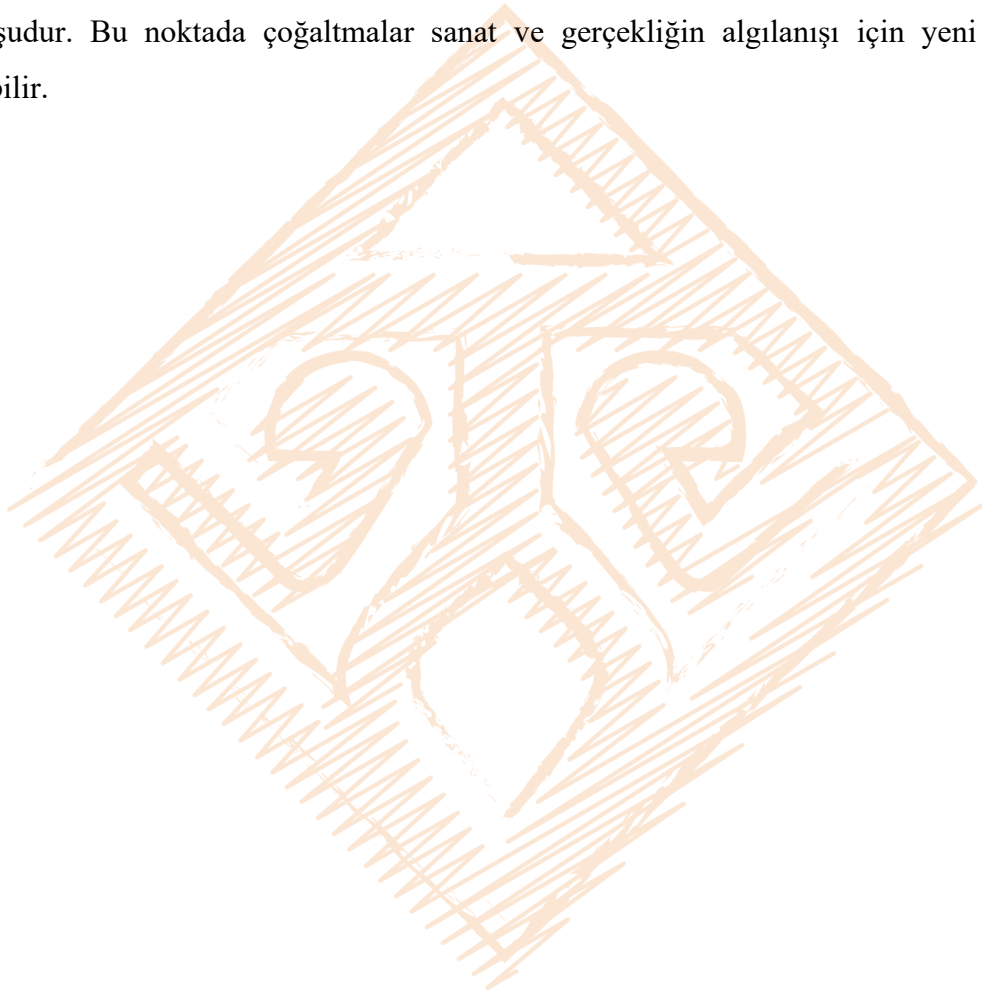 şudur. Bu noktada çoğaltmalar sanat ve gerçekliğin algılanışı için yeni
bilir.